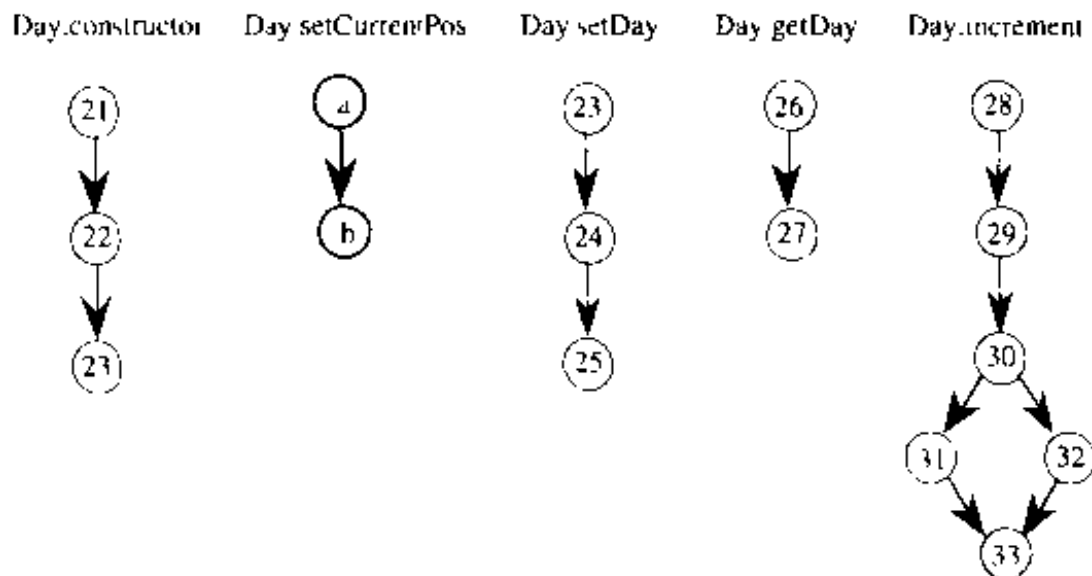 Day.constructor Day.setCurrentPos Day.setDay Day.getDay Day.increment
21 a 23 26 28
22 b 24 27 29
23 25 30
31 32
33